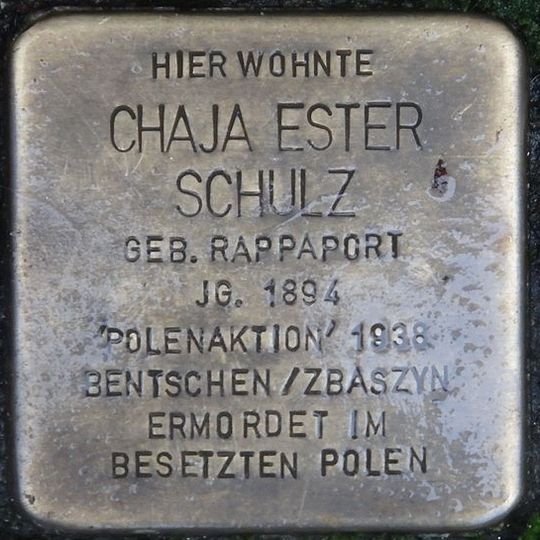 HIER WOHNTE
CHAJA ESTER
SCHULZ
GEB. RAPPAPORT
JG. 1894
'POLENAKTION' 1938
BENTSCHEN/ZBASZYN
ERMORDET IM
BESETZTEN POLEN